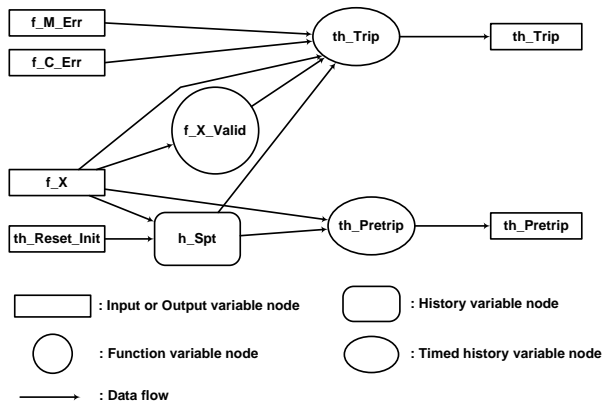 f_M_Err
th_Trip
th_Trip
f_C_Err
f_X_Valid
f_X
th_Reset_Init
h_Spt
th_Pretrip
th_Pretrip
: Input or Output variable node
: History variable node
: Function variable node
: Timed history variable node
: Data flow